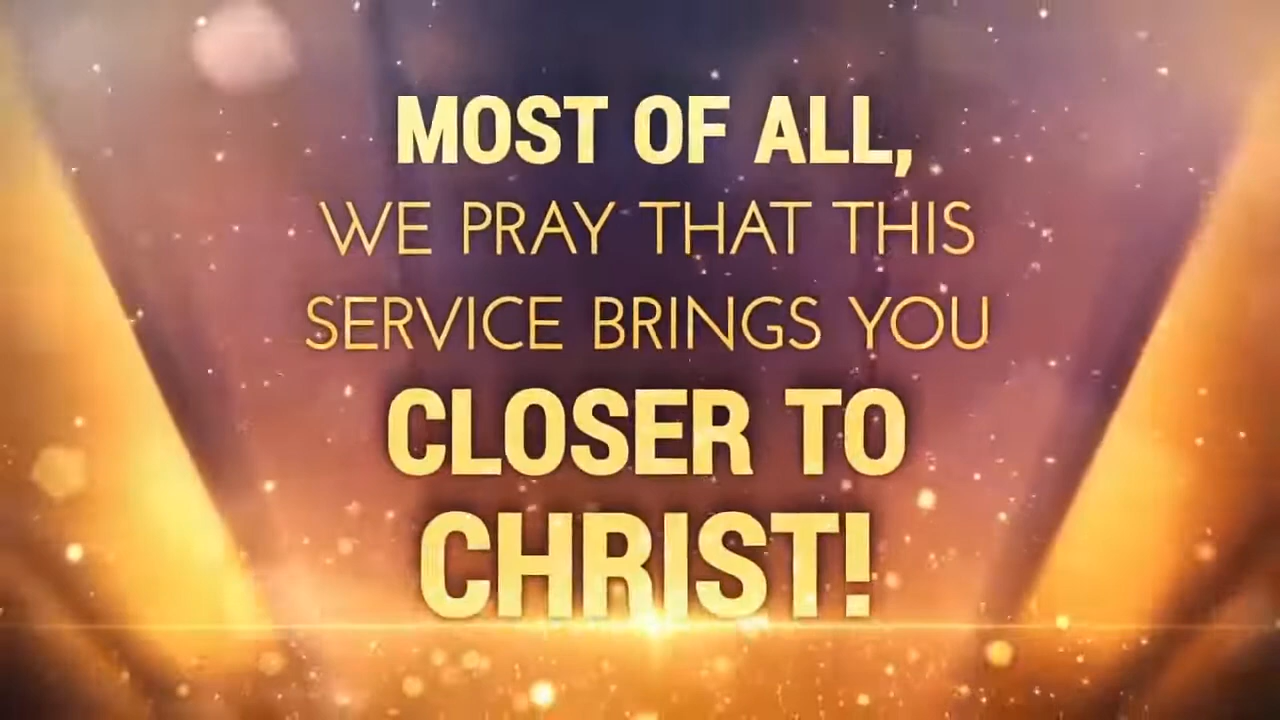 MOST OF ALL,
WE PRAY THAT THIS
SERVICE BRINGS YOU
CLOSER TO
CHRIST!